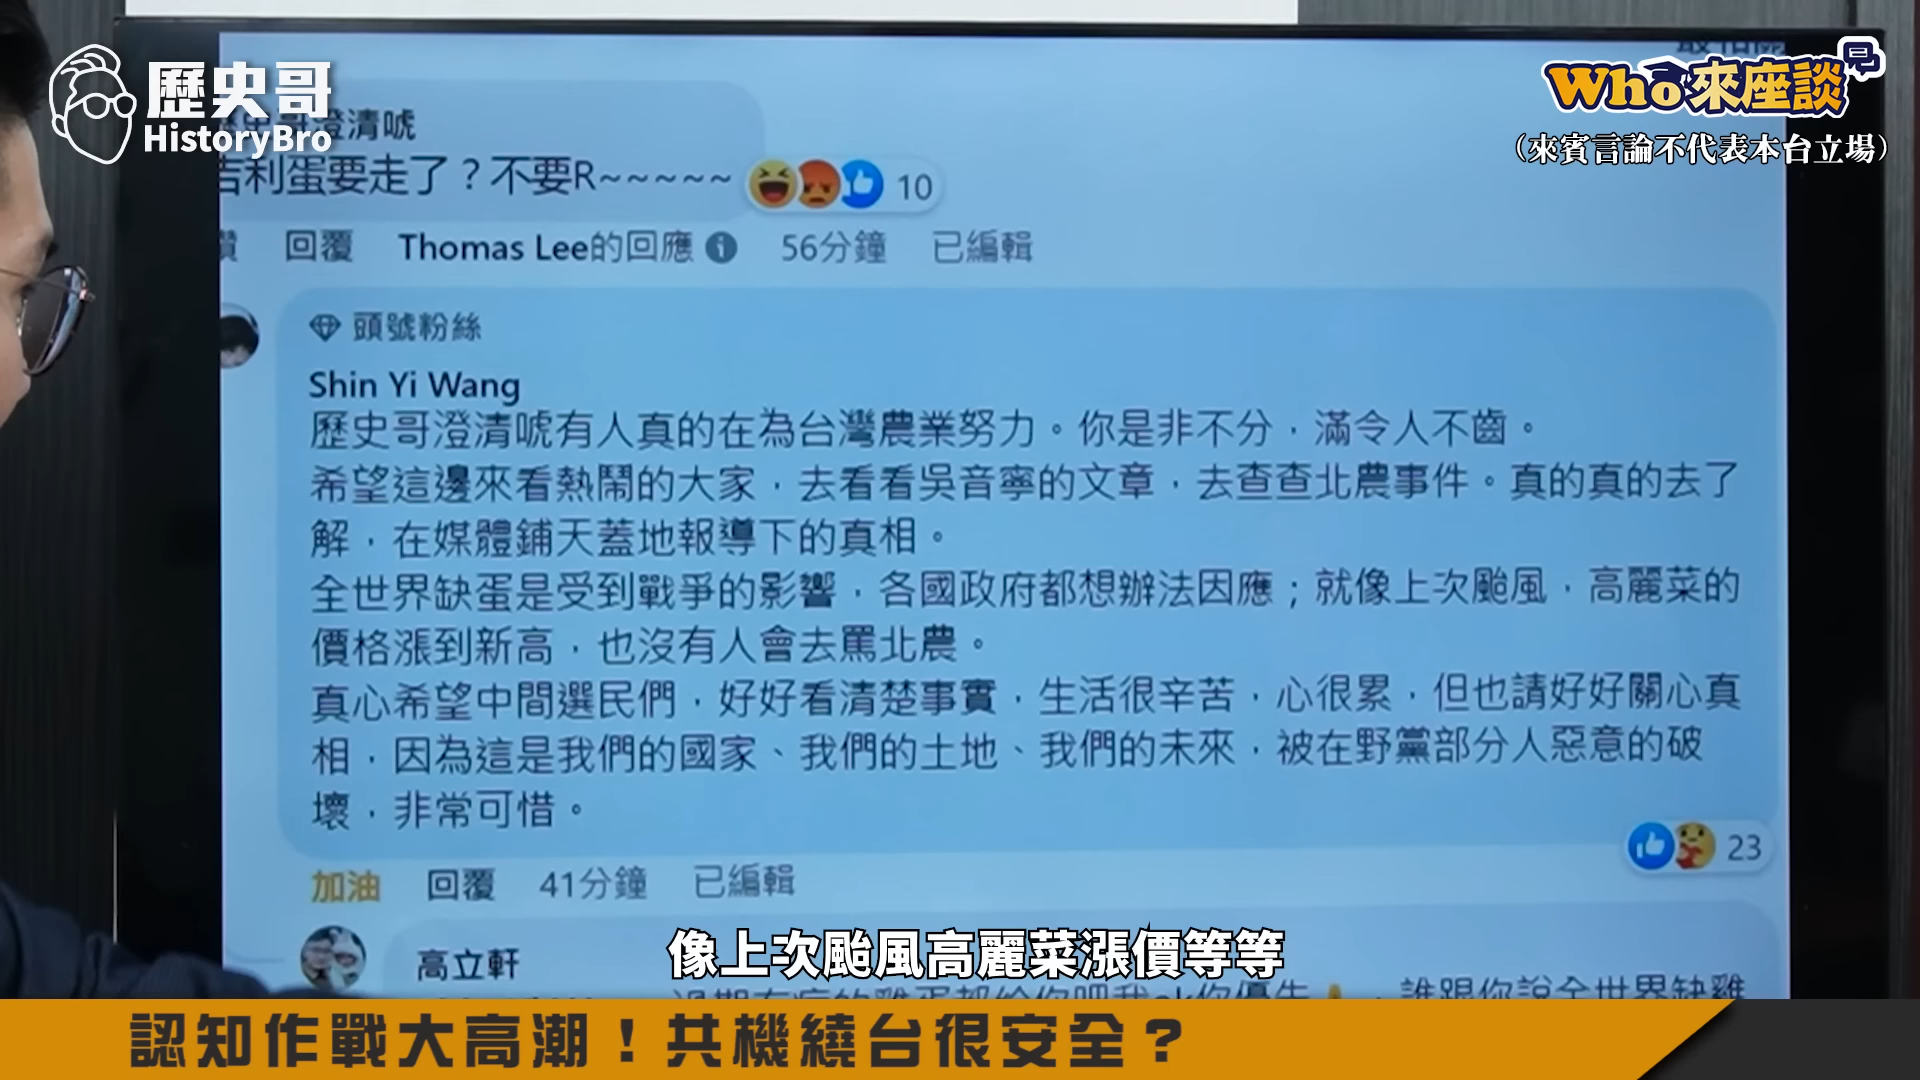 歷史哥
HistoryBro
Who來座談
(來賓言論不代表本台立場)
澄清唬
吉利蛋要走了？不要R~~~~~
10
讚 回覆 Thomas Lee的回應 56分鐘 已編輯
頭號粉絲
Shin Yi Wang
歷史哥澄清唬有人真的在為台灣農業努力。你是非不分，滿令人不齒。
希望這邊來看熱鬧的大家，去看看吳音寧的文章，去查查北農事件。真的真的去了
解，在媒體鋪天蓋地報導下的真相。
全世界缺蛋是受到戰爭的影響，各國政府都想辦法因應；就像上次颱風，高麗菜的
價格漲到新高，也沒有人會去罵北農。
真心希望中間選民們，好好看清楚事實，生活很辛苦，心很累，但也請好好關心真
相，因為這是我們的國家、我們的土地、我們的未來，被在野黨部分人惡意的破
壞，非常可惜。
23
加油 回覆 41分鐘 已編輯
高立軒
像上次颱風高麗菜漲價等等
認知作戰大高潮！共機繞台很安全？